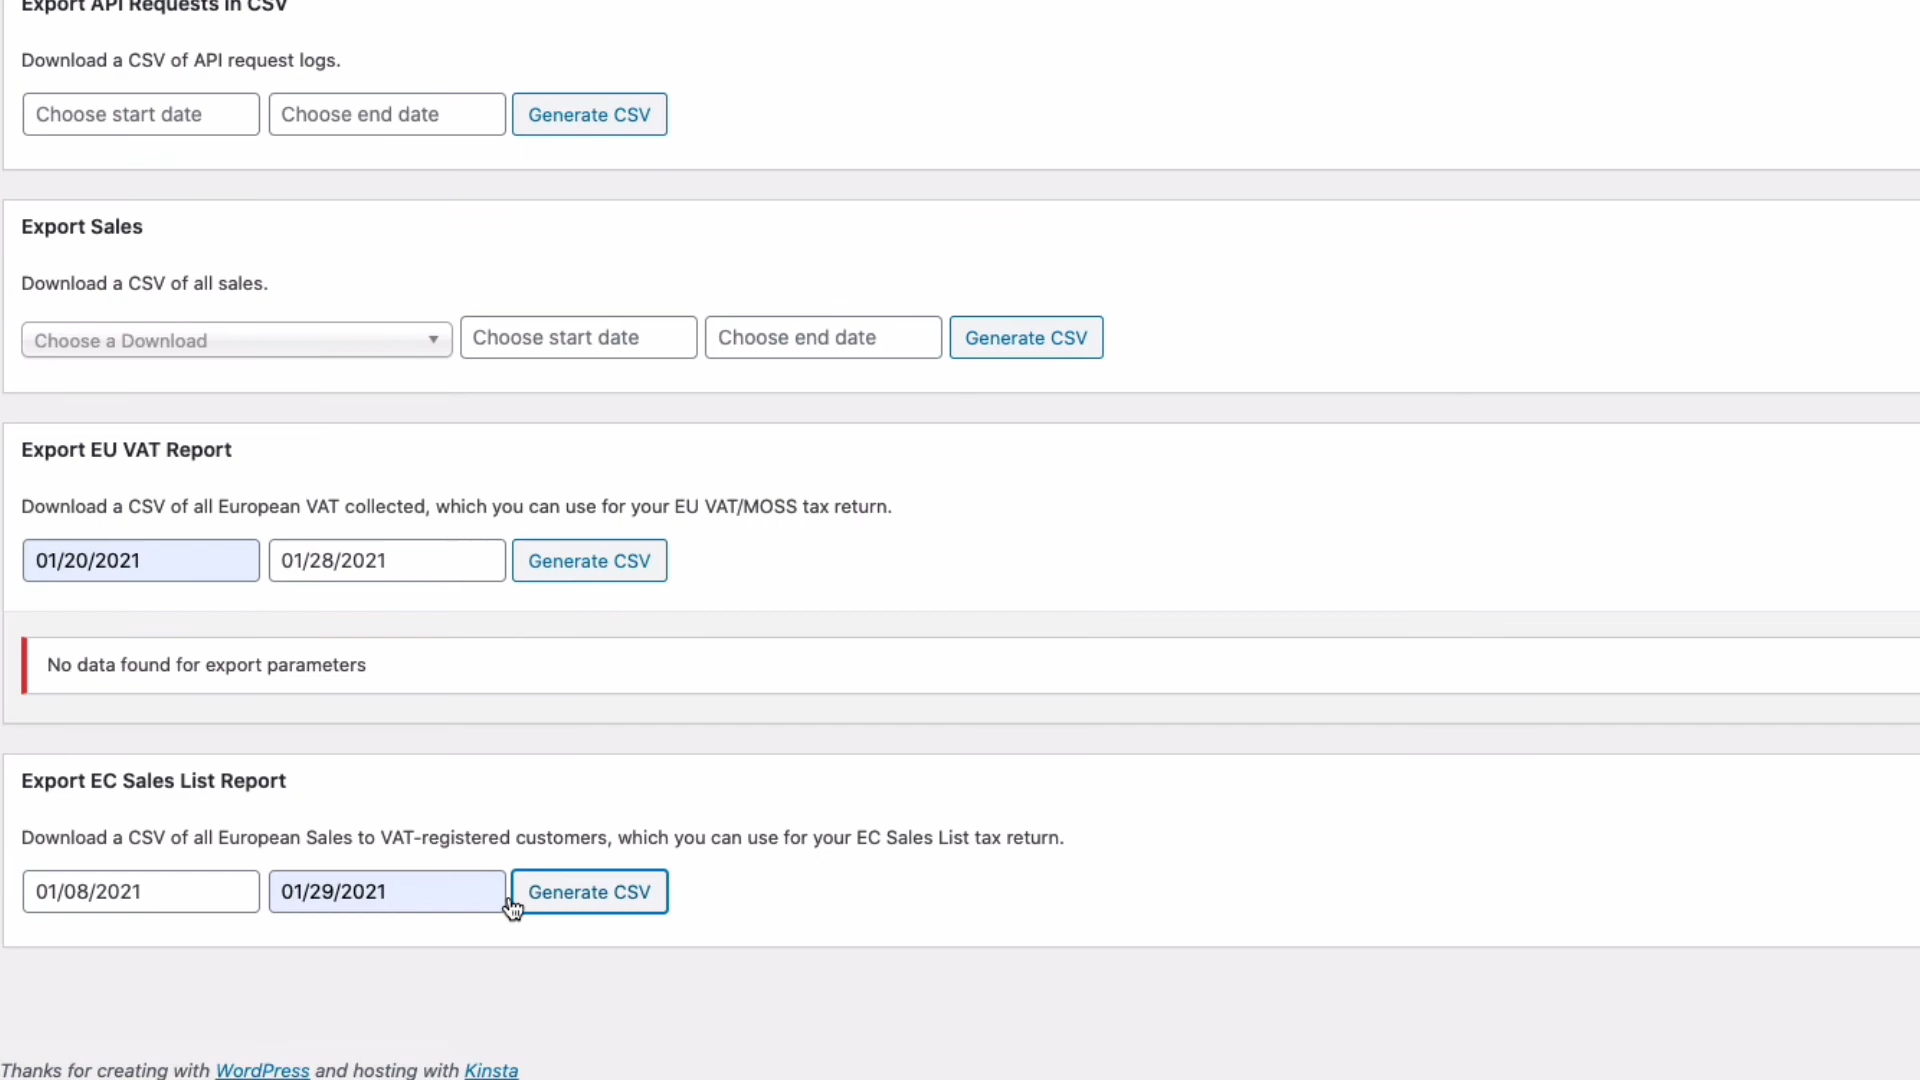 Export API Requests in CSV
Download a CSV of API request logs.
Choose start date Choose end date Generate CSV
Export Sales
Download a CSV of all sales.
Choose a Download Choose start date Choose end date Generate CSV
Export EU VAT Report
Download a CSV of all European VAT collected, which you can use for your EU VAT/MOSS tax return.
01/20/2021 01/28/2021 Generate CSV
No data found for export parameters
Export EC Sales List Report
Download a CSV of all European Sales to VAT-registered customers, which you can use for your EC Sales List tax return.
01/08/2021 01/29/2021 Generate CSV
Thanks for creating with WordPress and hosting with Kinsta